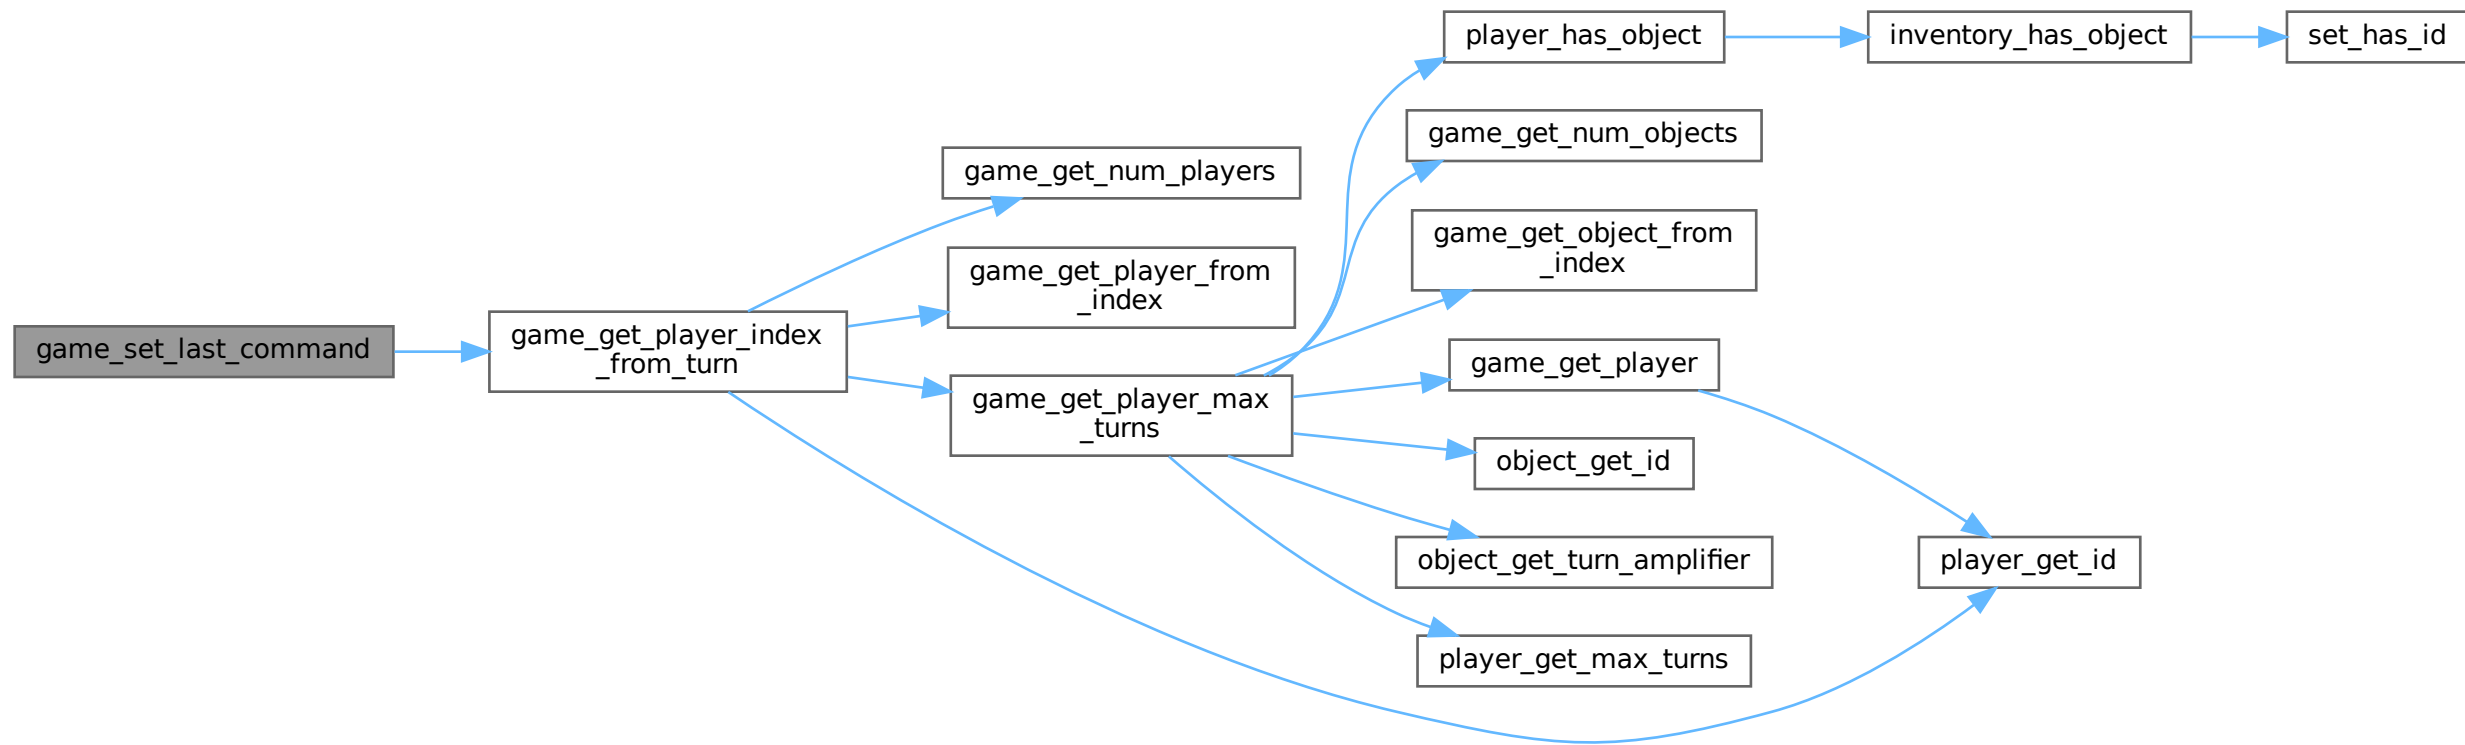 game_set_last_command
game_get_player_index
_from_turn
game_get_num_players
game_get_player_from
_index
game_get_player_max
_turns
player_has_object
game_get_num_objects
game_get_object_from
_index
game_get_player
object_get_id
object_get_turn_amplifier
player_get_max_turns
inventory_has_object
player_get_id
set_has_id